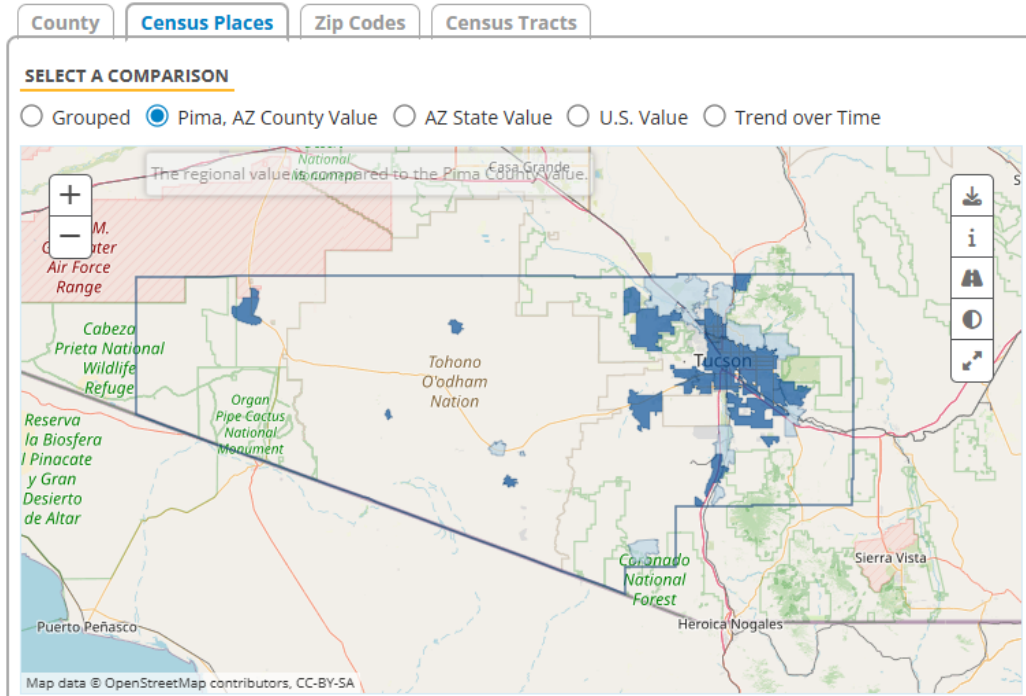 County Census Places Zip Codes Census Tracts
SELECT A COMPARISON
Grouped Pima, AZ County Value AZ State Value U.S. Value Trend over Time
National
Casa Grande
The regional value is compared to the Pima County value.
Monument
+
−
M.
Air Force
Range
i
Cabeza
Prieta National
Wildlife
Refuge
Tohono
O'odham
Nation
Tucson
Organ
Pipe Cactus
National
Monument
Reserva
la Biosfera
l Pinacate
y Gran
Desierto
de Altar
Coronado
National
Forest
Sierra Vista
Puerto Peñasco
Heroica Nogales
Map data © OpenStreetMap contributors, CC-BY-SA